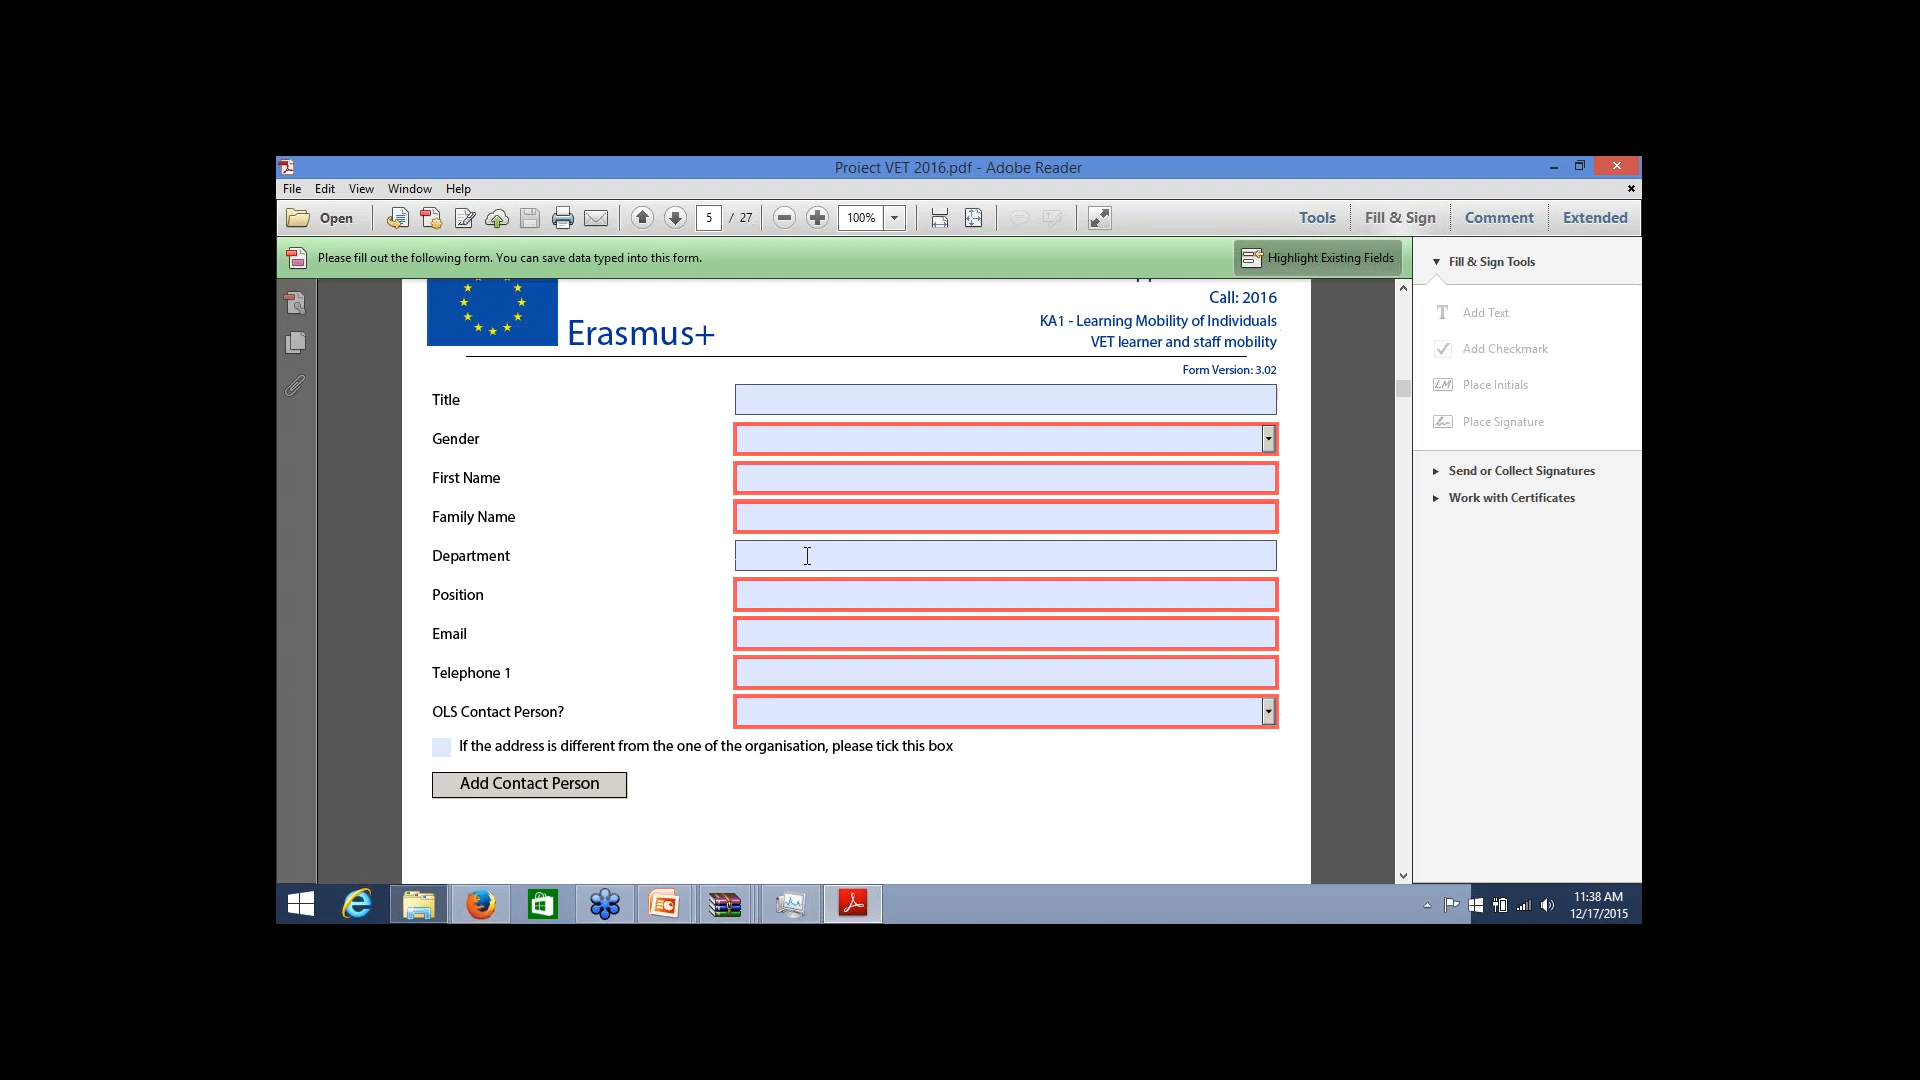 Project VET 2016.pdf - Adobe Reader
File Edit View Window Help
Open 5 / 27 100% Tools Fill & Sign Comment Extended
Please fill out the following form. You can save data typed into this form. Highlight Existing Fields
Fill & Sign Tools
Add Text
Add Checkmark
Place Initials
Place Signature
Send or Collect Signatures
Work with Certificates
Call: 2016
Erasmus+
KA1 - Learning Mobility of Individuals
VET learner and staff mobility
Form Version: 3.02
Title
Gender
First Name
Family Name
Department
Position
Email
Telephone 1
OLS Contact Person?
If the address is different from the one of the organisation, please tick this box
Add Contact Person
11:38 AM
12/17/2015